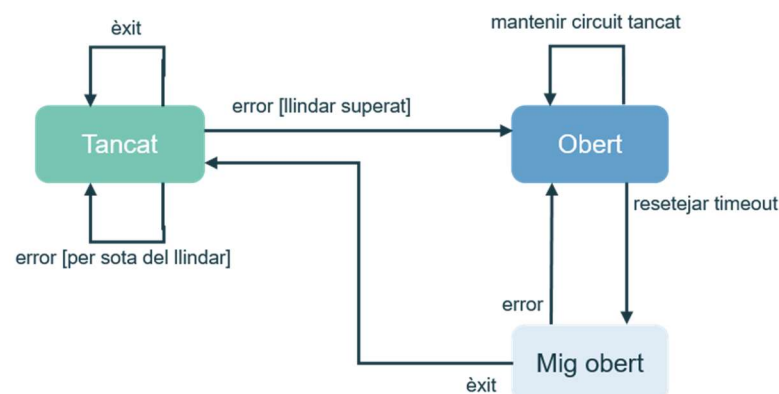 èxit
mantenir circuit tancat
error [llindar superat]
Tancat
Obert
resetejar timeout
error [per sota del llindar]
error
Mig obert
èxit